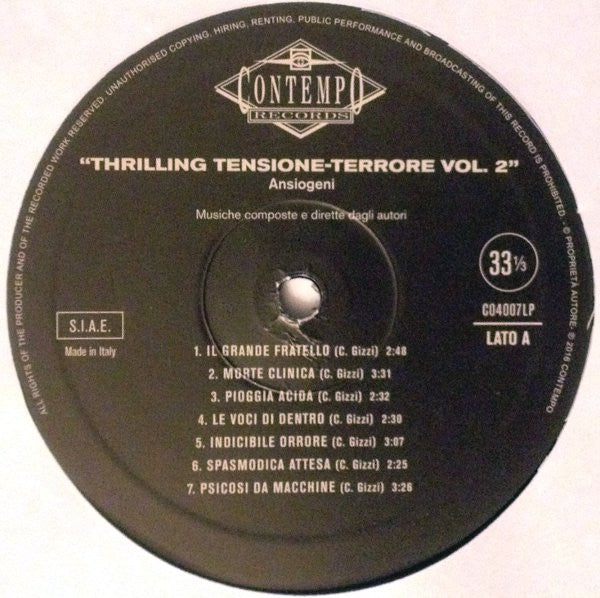 ALL RIGHTS OF THE PRODUCER AND OF THE RECORDED WORK RESERVED. UNAUTHORISED COPYING, HIRING, RENTING, PUBLIC PERFORMANCE AND BROADCASTING OF THIS RECORD IS PROHIBITED. - © PROPRIETÀ AUTORE. ℗ 2016 CONTEMPO
CONTEMPO
RECORDS
“THRILLING TENSIONE-TERRORE VOL. 2”
Ansiogeni
Musiche composte e dirette dagli autori
33 1/3
C04007LP
LATO A
S.I.A.E.
Made in Italy
1. IL GRANDE FRATELLO (C. Gizzi) 2:48
2. MORTE CLINICA (C. Gizzi) 3:31
3. PIOGGIA ACIDA (C. Gizzi) 2:32
4. LE VOCI DI DENTRO (C. Gizzi) 2:30
5. INDICIBILE ORRORE (C. Gizzi) 3:07
6. SPASMODICA ATTESA (C. Gizzi) 2:25
7. PSICOSI DA MACCHINE (C. Gizzi) 3:26